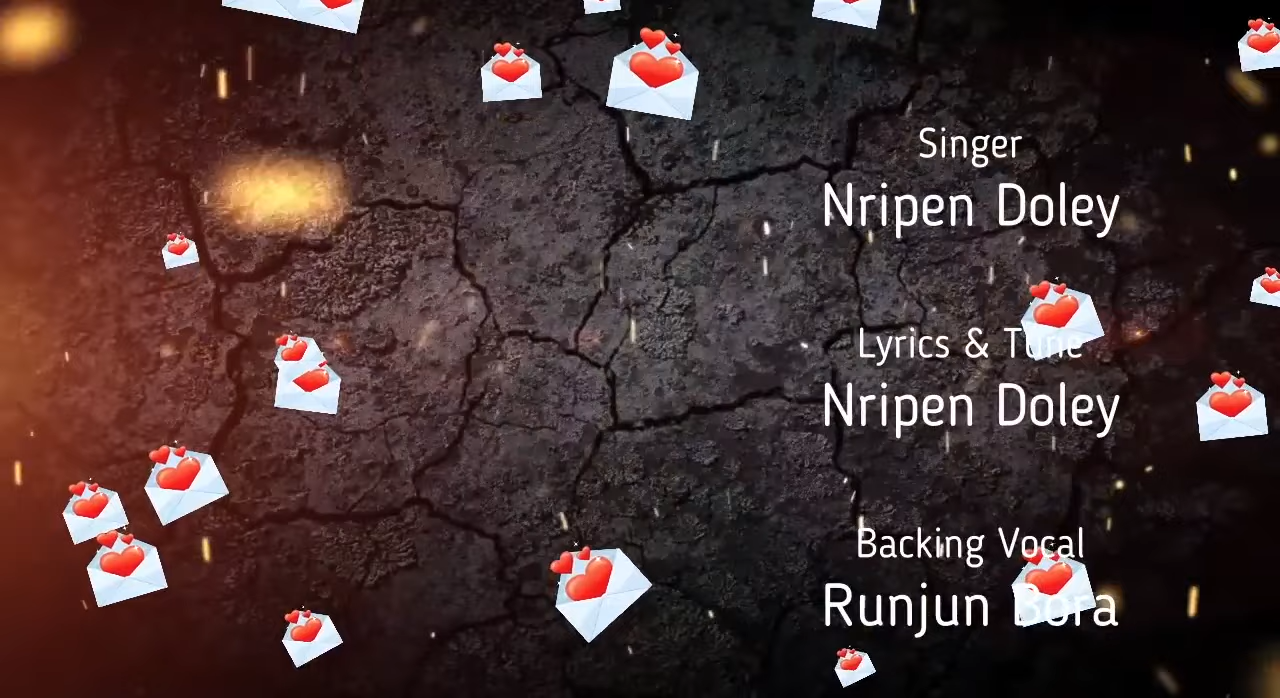 Singer
Nripen Doley
Lyrics & Tune
Nripen Doley
Backing Vocal
Runjun Bora